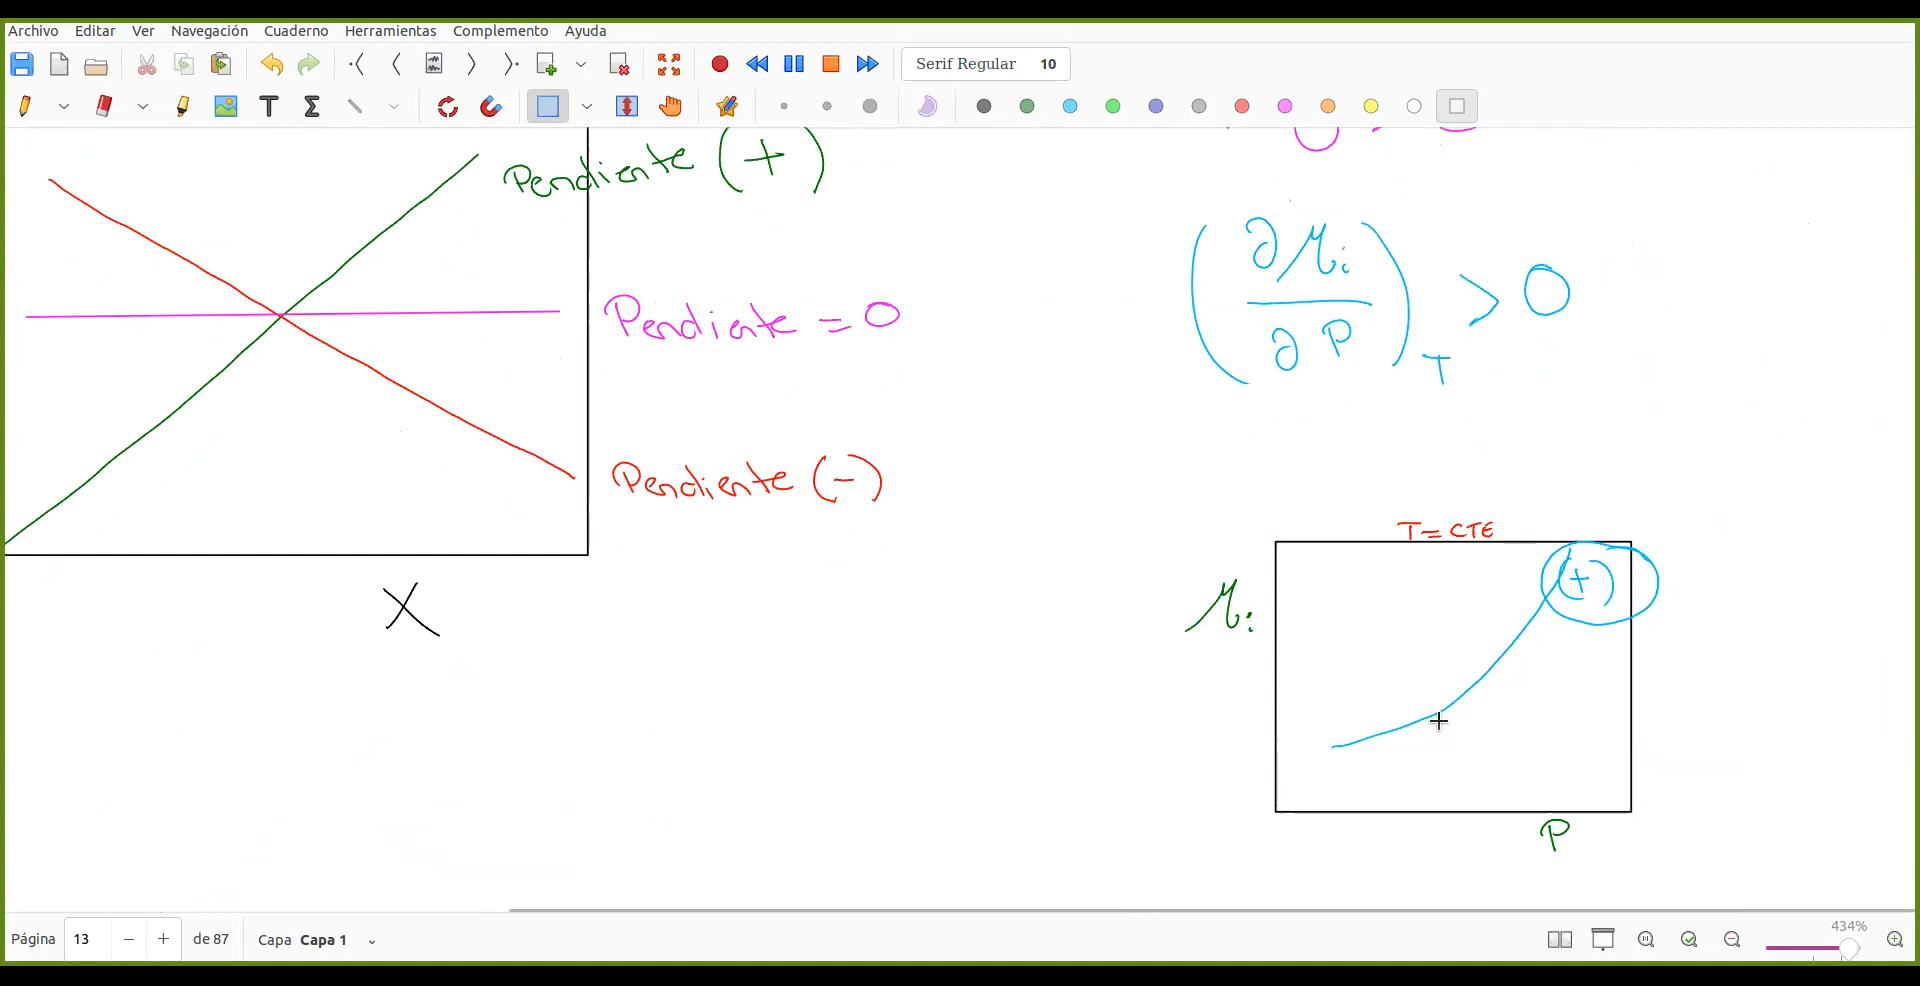 Archivo Editar Ver Navegación Cuaderno Herramientas Complemento Ayuda
Serif Regular 10
Pendiente (+)
Pendiente = 0
Pendiente (-)
X
(∂μi/∂P)T > 0
T = CTE
(+)
μi
P
Página 13 de 87 Capa Capa 1
434%